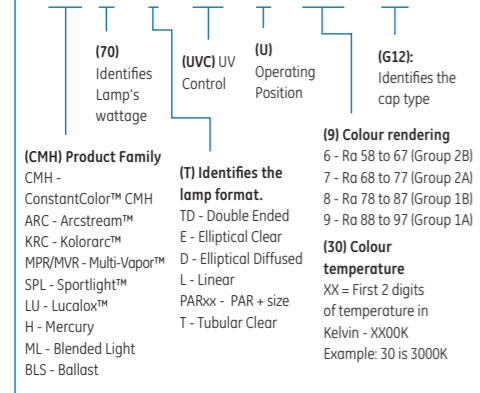 (70)
Identifies
Lamp's
wattage
(UVC) UV
Control
(U)
Operating
Position
(G12):
Identifies the
cap type
(CMH) Product Family
CMH -
ConstantColor™ CMH
ARC - Arcstream™
KRC - Kolorarc™
MPR/MVR - Multi-Vapor™
SPL - Sportlight™
LU - Lucalox™
H - Mercury
ML - Blended Light
BLS - Ballast
(T) Identifies the
lamp format.
TD - Double Ended
E - Elliptical Clear
D - Elliptical Diffused
L - Linear
PARxx - PAR + size
T - Tubular Clear
(9) Colour rendering
6 - Ra 58 to 67 (Group 2B)
7 - Ra 68 to 77 (Group 2A)
8 - Ra 78 to 87 (Group 1B)
9 - Ra 88 to 97 (Group 1A)
(30) Colour
temperature
XX = First 2 digits
of temperature in
Kelvin - XX00K
Example: 30 is 3000K